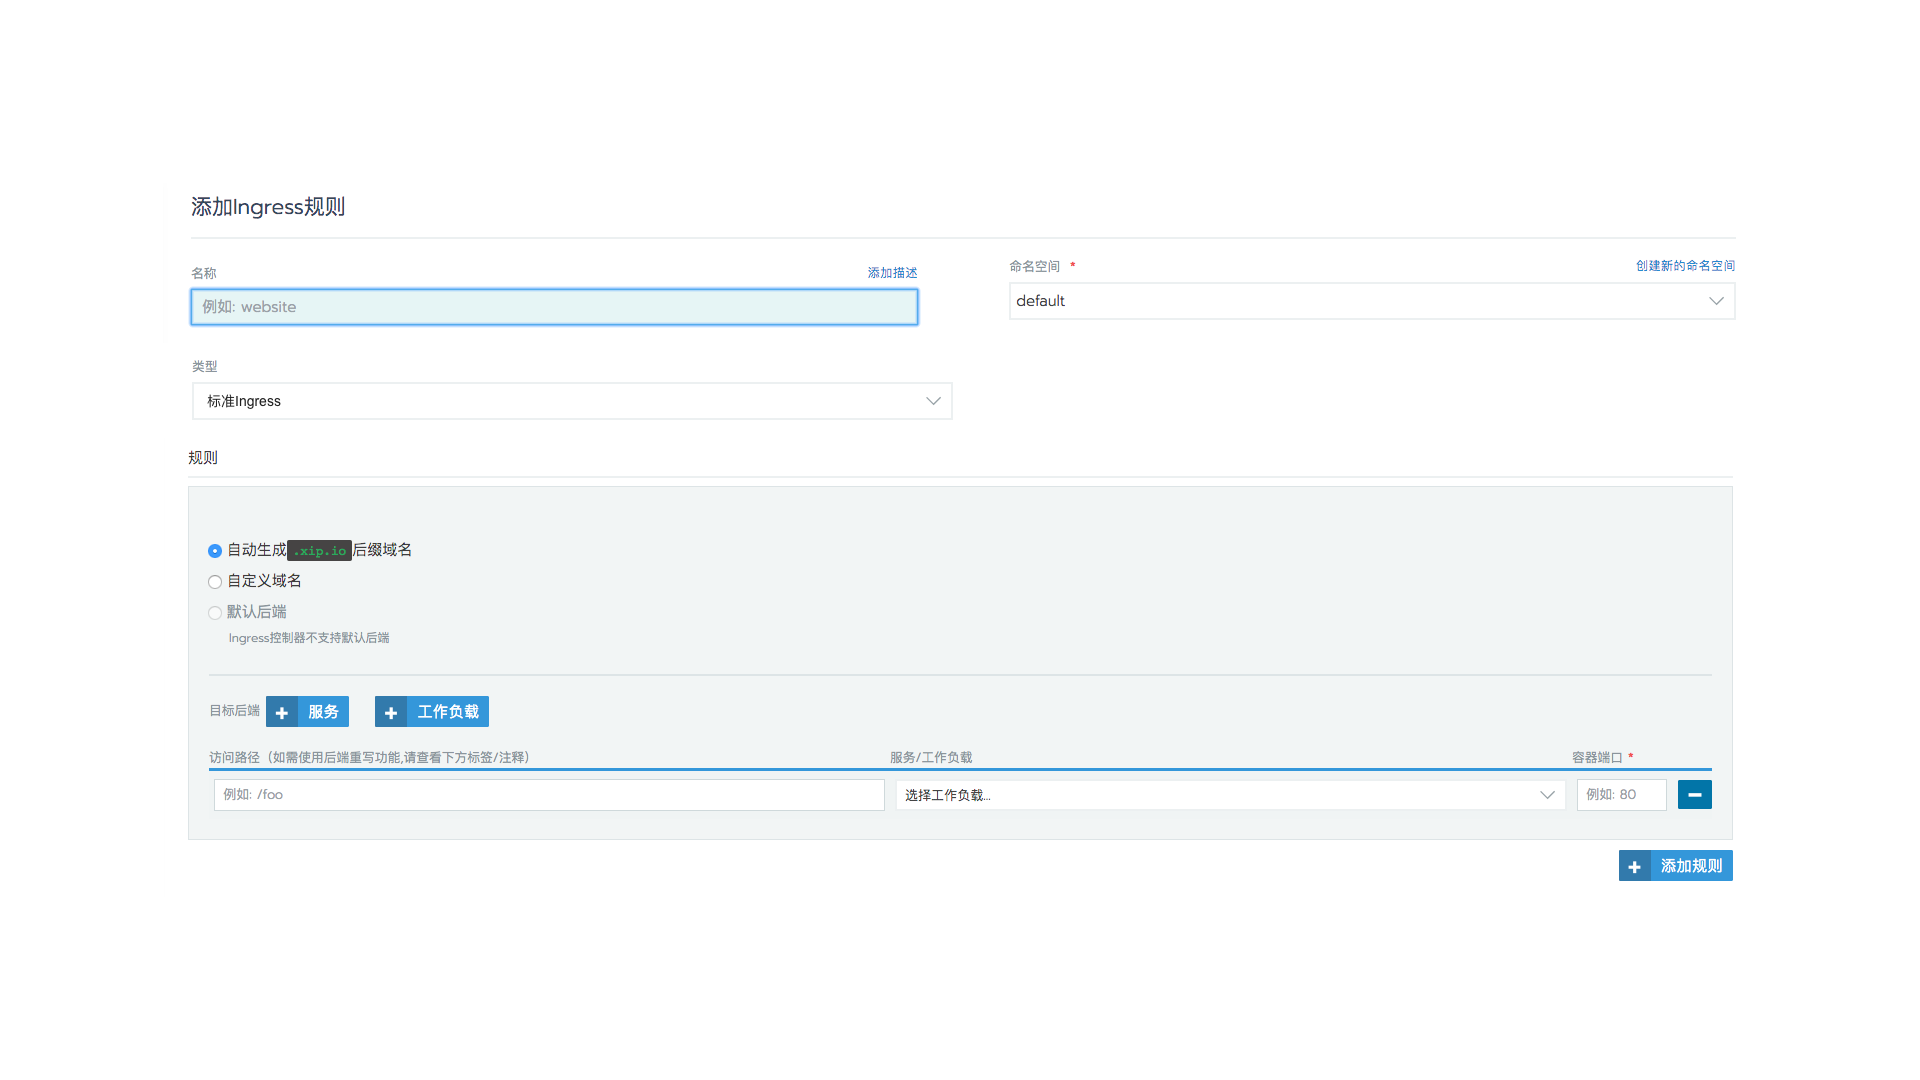 添加Ingress规则
名称
添加描述
命名空间 *
创建新的命名空间
例如: website
default
类型
标准Ingress
规则
自动生成 .xip.io 后缀域名
自定义域名
默认后端
Ingress控制器不支持默认后端
目标后端
服务
工作负载
访问路径（如需使用后端重写功能,请查看下方标签/注释）
服务/工作负载
容器端口 *
例如: /foo
选择工作负载...
例如: 80
添加规则